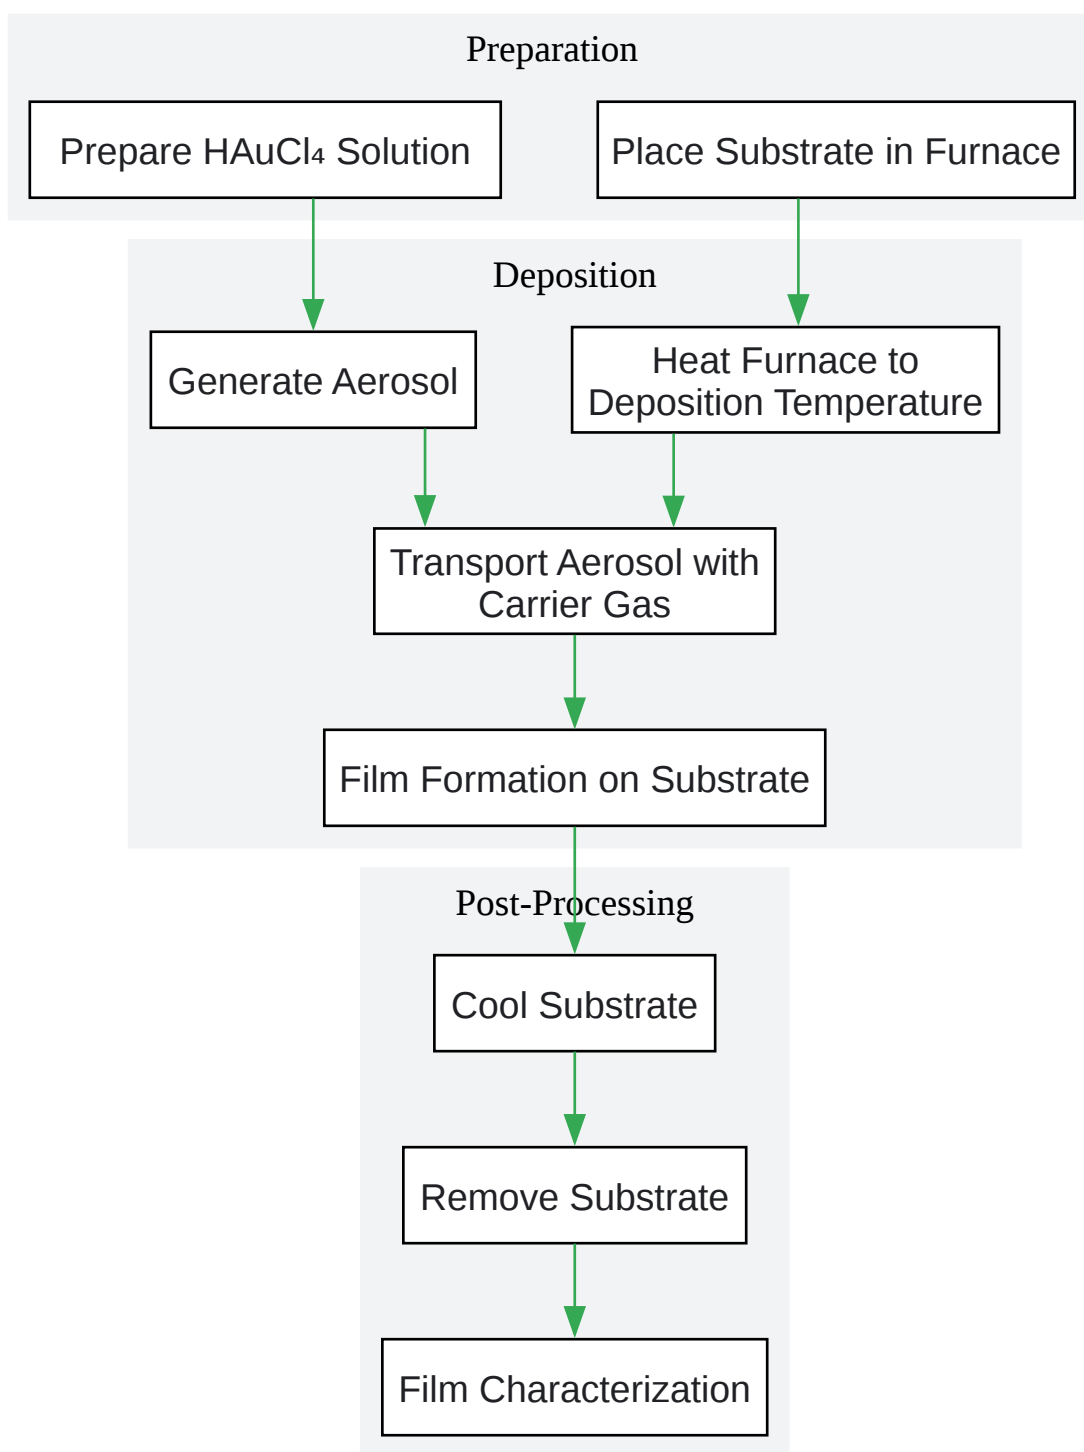 Preparation
Prepare HAuCl₄ Solution
Place Substrate in Furnace
Deposition
Generate Aerosol
Heat Furnace to
Deposition Temperature
Transport Aerosol with
Carrier Gas
Film Formation on Substrate
Post-Processing
Cool Substrate
Remove Substrate
Film Characterization